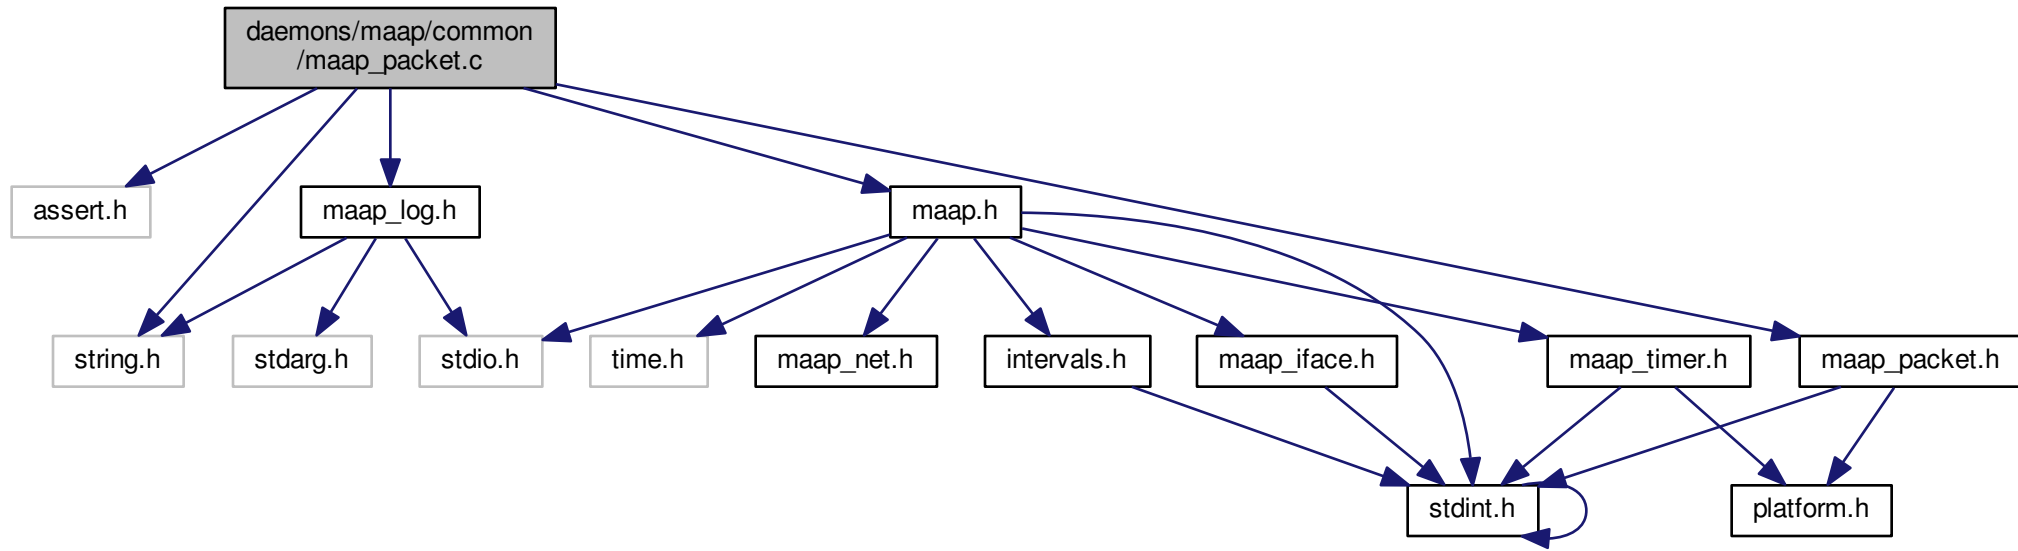 daemons/maap/common
/maap_packet.c
assert.h
maap_log.h
maap.h
string.h
stdarg.h
stdio.h
time.h
maap_net.h
intervals.h
maap_iface.h
maap_timer.h
maap_packet.h
stdint.h
platform.h